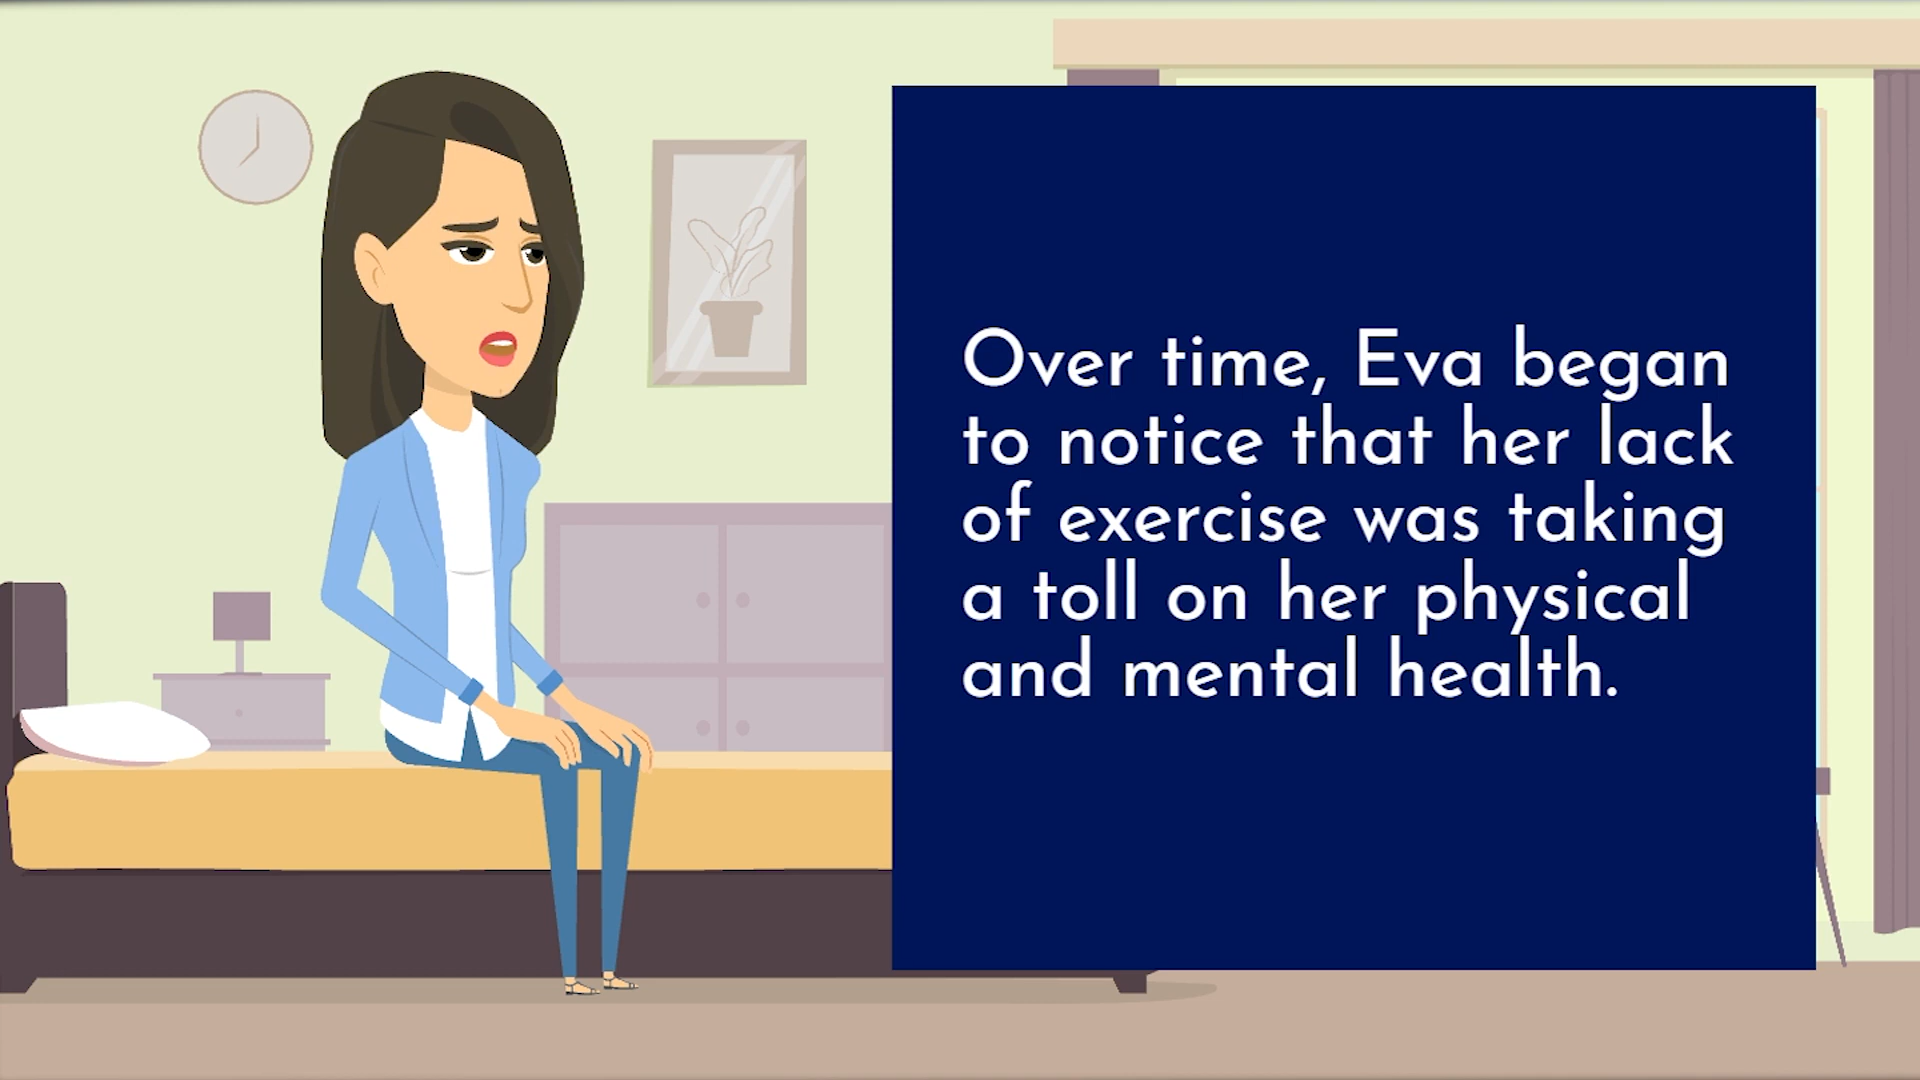 Over time, Eva began
to notice that her lack
of exercise was taking
a toll on her physical
and mental health.